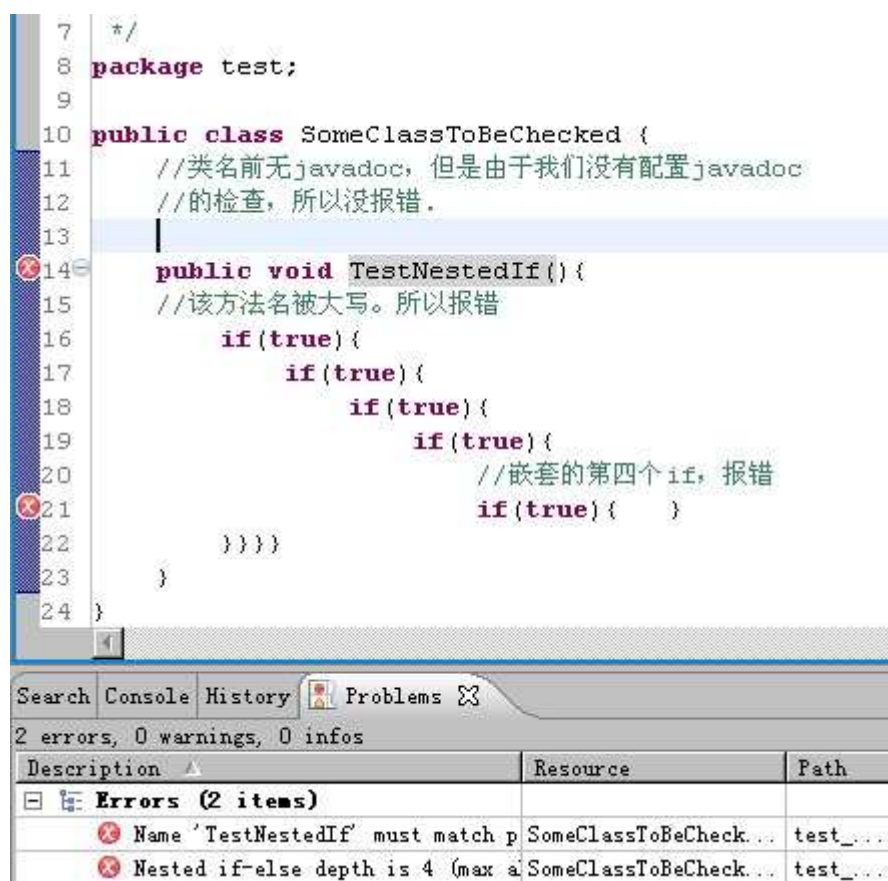 7 */
8 package test;
9
10 public class SomeClassToBeChecked {
11 //类名前无javadoc，但是由于我们没有配置javadoc
12 //的检查，所以没报错.
13
14 public void TestNestedIf(){
15 //该方法名被大写。所以报错
16 if(true){
17 if(true){
18 if(true){
19 if(true){
20 //嵌套的第四个if，报错
21 if(true){ }
22 }}}}
23 }
24 }
Search Console History Problems
2 errors, 0 warnings, 0 infos
Description Resource Path
Errors (2 items)
Name 'TestNestedIf' must match p SomeClassToBeCheck... test_...
Nested if-else depth is 4 (max a SomeClassToBeCheck... test_...